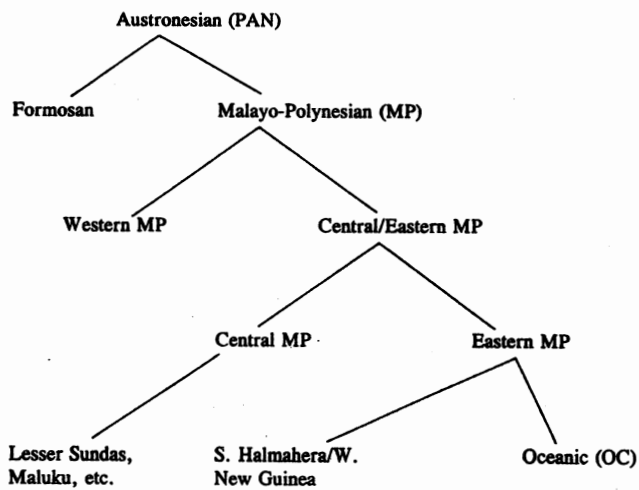 Austronesian (PAN)
Formosan
Malayo-Polynesian (MP)
Western MP
Central/Eastern MP
Central MP
Eastern MP
Lesser Sundas,
Maluku, etc.
S. Halmahera/W.
New Guinea
Oceanic (OC)